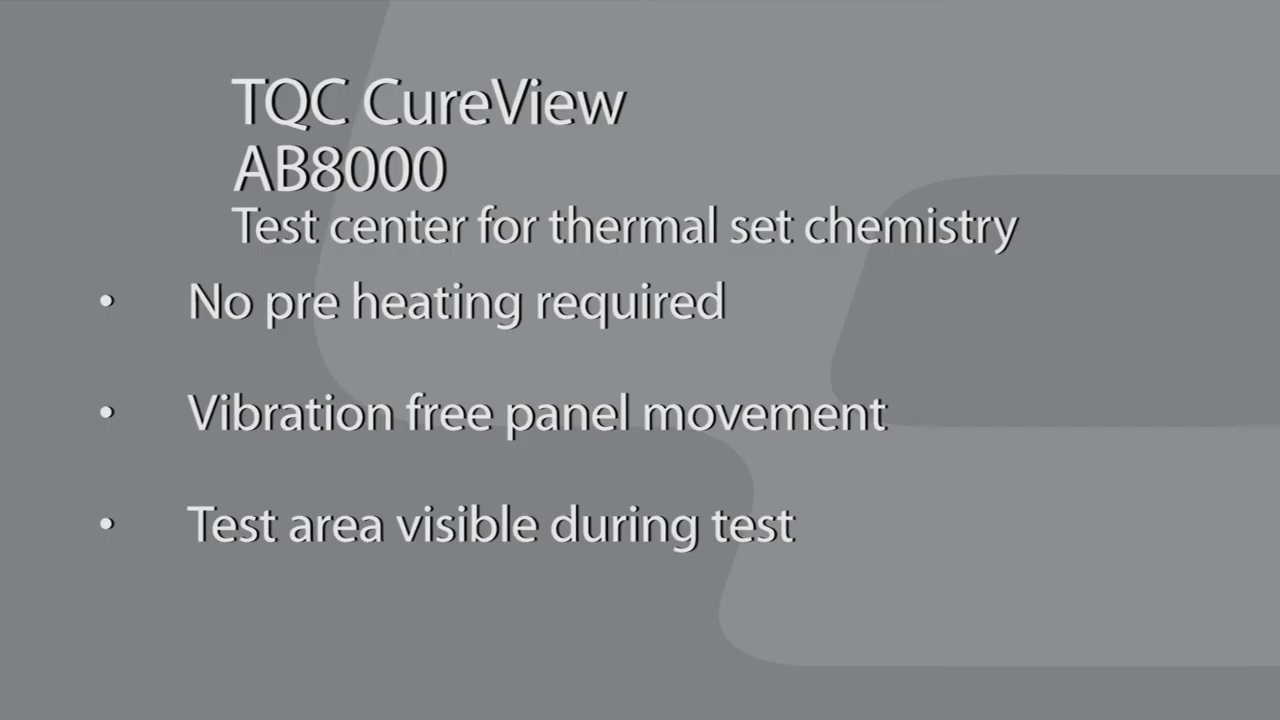 TQC CureView
AB8000
Test center for thermal set chemistry
• No pre heating required
• Vibration free panel movement
• Test area visible during test